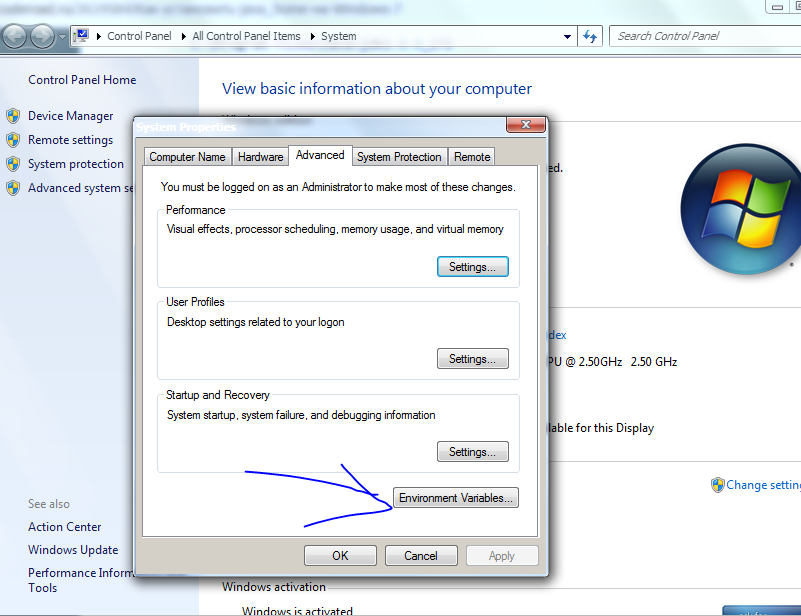 Control Panel ▸ All Control Panel Items ▸ System
Search Control Panel
Control Panel Home
Device Manager
Remote settings
System protection
Advanced system se
See also
Action Center
Windows Update
Performance Inform
Tools
View basic information about your computer
System Properties
Computer Name Hardware Advanced System Protection Remote
You must be logged on as an Administrator to make most of these changes.
Performance
Visual effects, processor scheduling, memory usage, and virtual memory
Settings...
User Profiles
Desktop settings related to your logon
Settings...
Startup and Recovery
System startup, system failure, and debugging information
Settings...
Environment Variables...
OK Cancel Apply
ed.
dex
PU @ 2.50GHz 2.50 GHz
lable for this Display
Change setting
Windows activation
Windows is activated